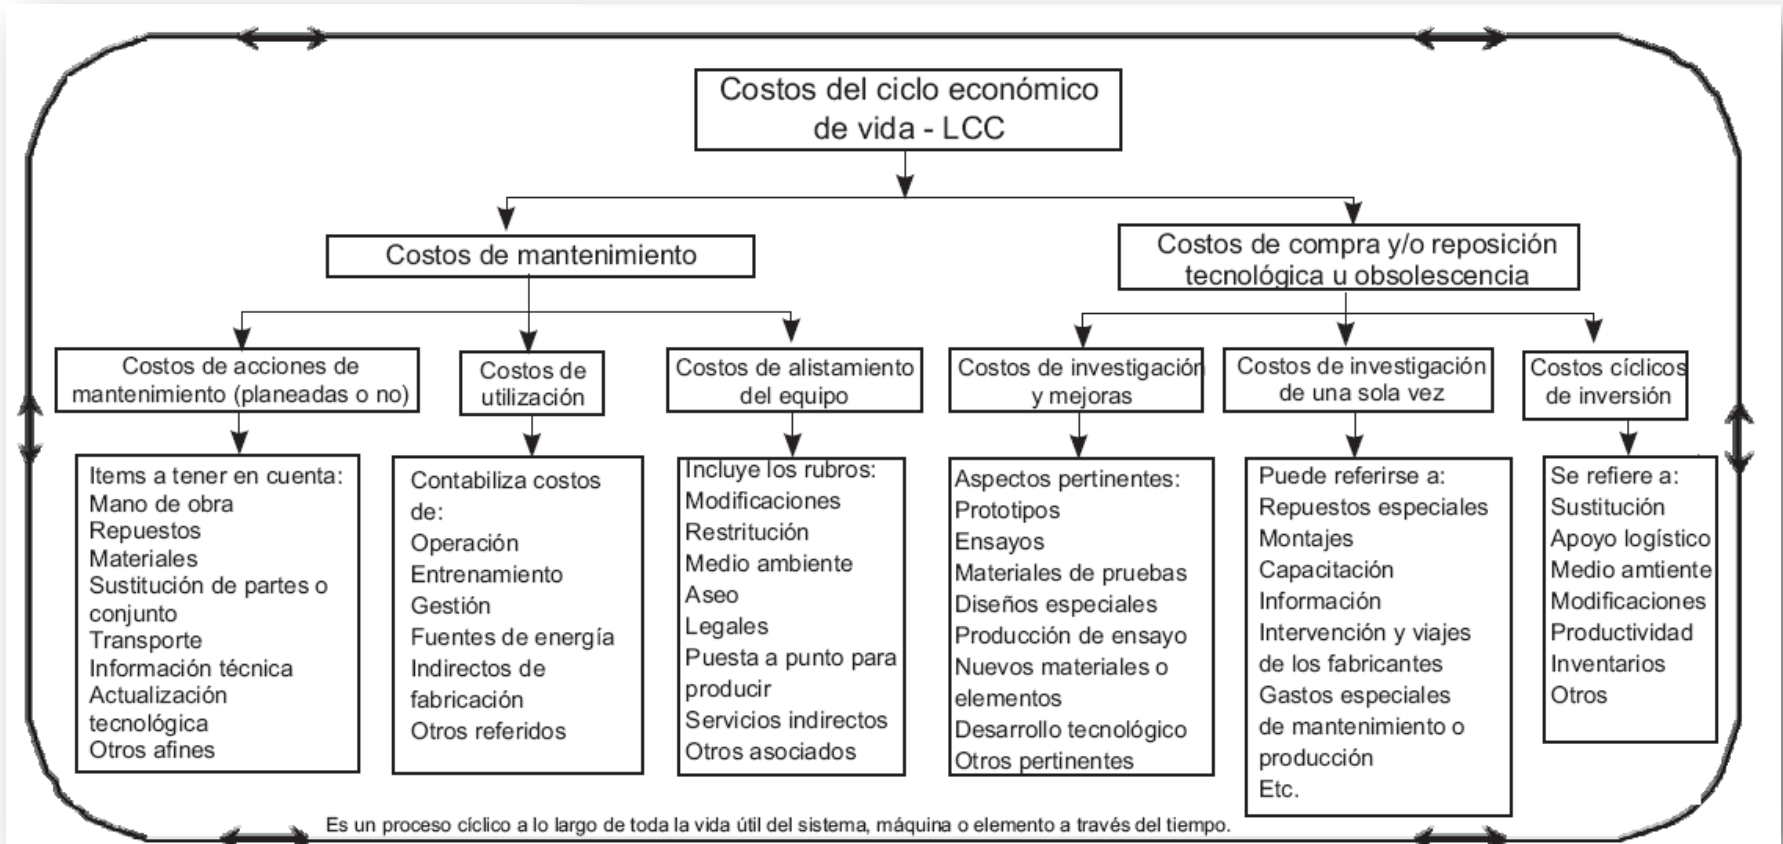 Costos del ciclo económico
de vida - LCC
Costos de mantenimiento
Costos de compra y/o reposición
tecnológica u obsolescencia
Costos de acciones de
mantenimiento (planeadas o no)
Costos de
utilización
Costos de alistamiento
del equipo
Costos de investigación
y mejoras
Costos de investigación
de una sola vez
Costos cíclicos
de inversión
Items a tener en cuenta:
Mano de obra
Repuestos
Materiales
Sustitución de partes o
conjunto
Transporte
Información técnica
Actualización
tecnológica
Otros afines
Contabiliza costos
de:
Operación
Entrenamiento
Gestión
Fuentes de energía
Indirectos de
fabricación
Otros referidos
Incluye los rubros:
Modificaciones
Restritución
Medio ambiente
Aseo
Legales
Puesta a punto para
producir
Servicios indirectos
Otros asociados
Aspectos pertinentes:
Prototipos
Ensayos
Materiales de pruebas
Diseños especiales
Producción de ensayo
Nuevos materiales o
elementos
Desarrollo tecnológico
Otros pertinentes
Puede referirse a:
Repuestos especiales
Montajes
Capacitación
Información
Intervención y viajes
de los fabricantes
Gastos especiales
de mantenimiento o
producción
Etc.
Se refiere a:
Sustitución
Apoyo logístico
Medio amtiente
Modificaciones
Productividad
Inventarios
Otros
Es un proceso cíclico a lo largo de toda la vida útil del sistema, máquina o elemento a través del tiempo.